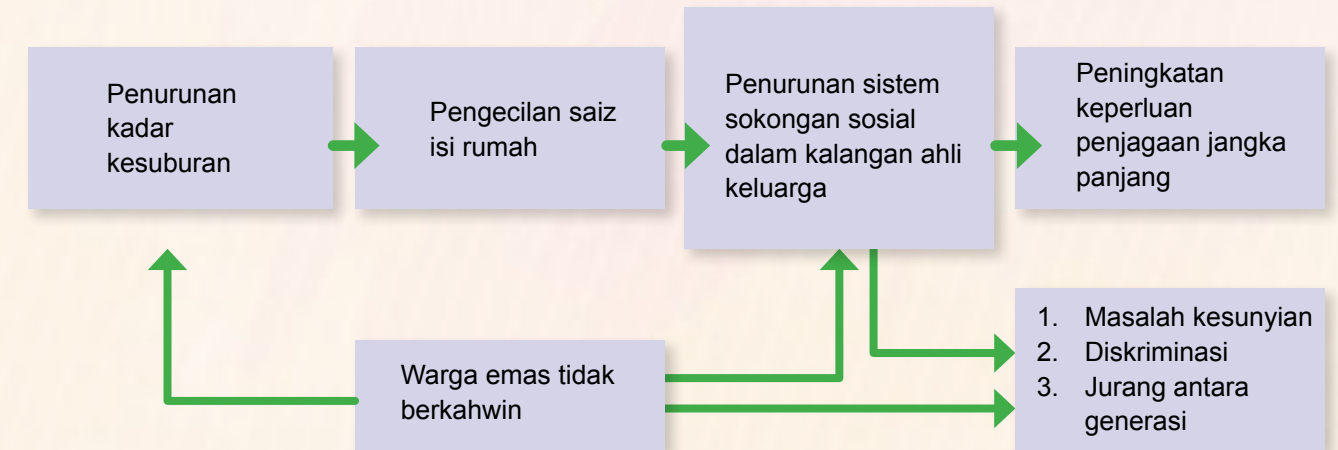 Penurunan
kadar
kesuburan
Pengecilan saiz
isi rumah
Penurunan sistem
sokongan sosial
dalam kalangan ahli
keluarga
Peningkatan
keperluan
penjagaan jangka
panjang
Warga emas tidak
berkahwin
1. Masalah kesunyian
2. Diskriminasi
3. Jurang antara
generasi